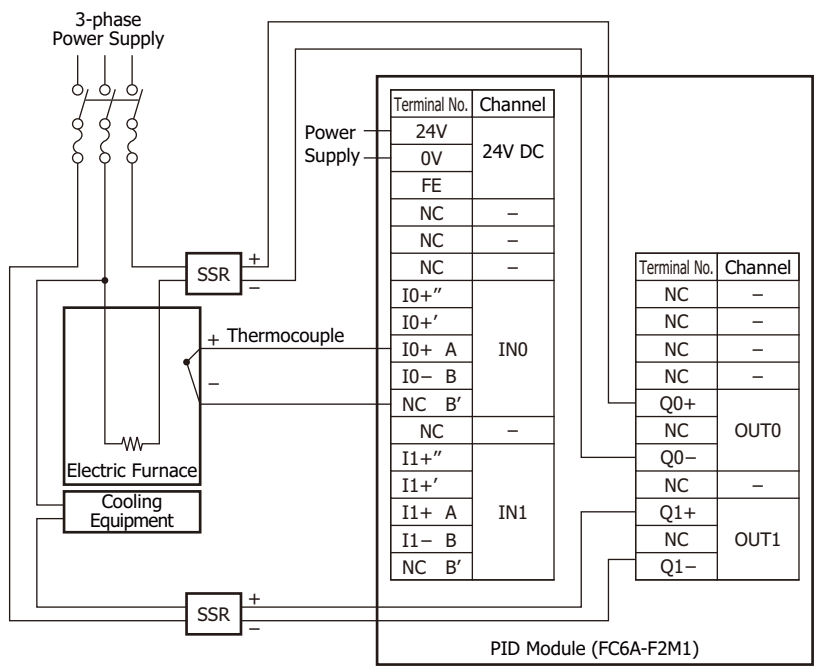 3-phase
Power Supply
Terminal No. Channel
Power
Supply
24V
0V
FE
24V DC
NC –
NC –
NC –
I0+″
I0+′
I0+ A
I0− B
NC B′
IN0
NC –
I1+″
I1+′
I1+ A
I1− B
NC B′
IN1
SSR
+
−
+ Thermocouple
−
Electric Furnace
Cooling
Equipment
SSR
+
−
Terminal No. Channel
NC –
NC –
NC –
NC –
Q0+
NC
Q0−
OUT0
NC –
Q1+
NC
Q1−
OUT1
PID Module (FC6A-F2M1)